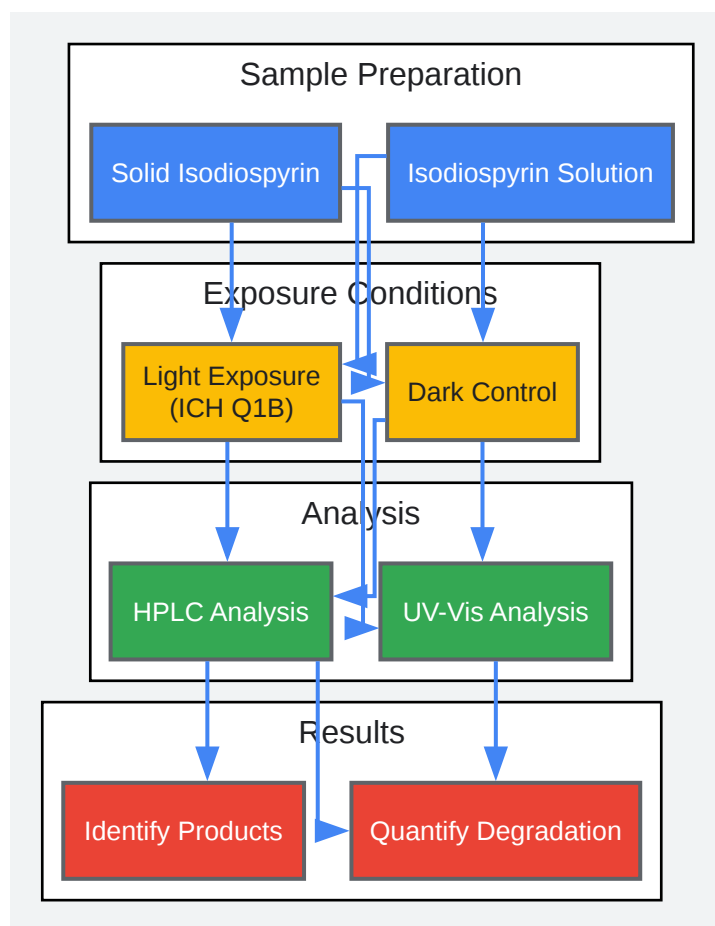 Sample Preparation
Solid Isodiospyrin
Isodiospyrin Solution
Exposure Conditions
Light Exposure
(ICH Q1B)
Dark Control
Analysis
HPLC Analysis
UV-Vis Analysis
Results
Identify Products
Quantify Degradation